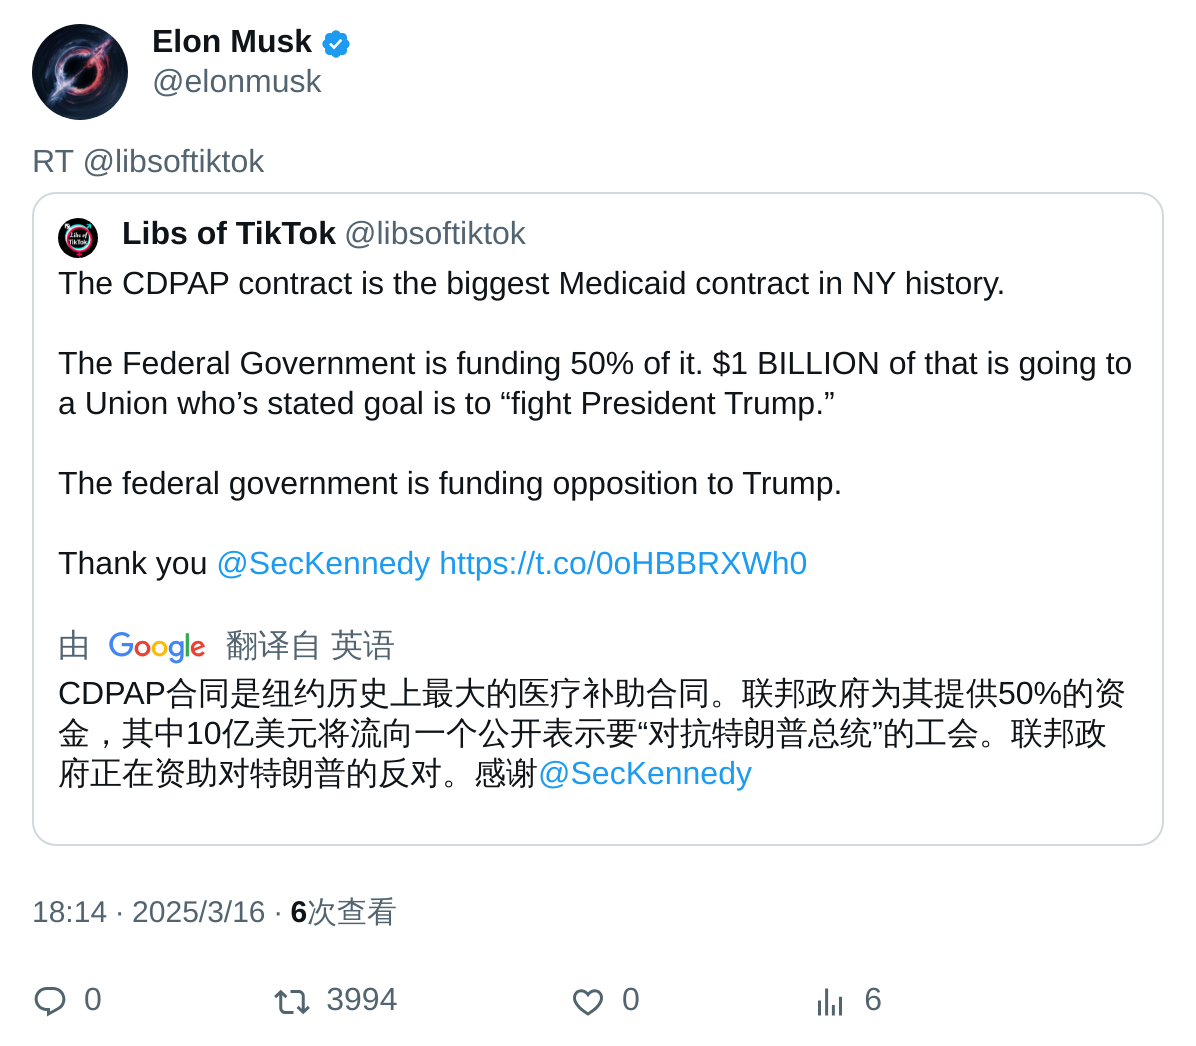 Elon Musk
@elonmusk
RT @libsoftiktok
Libs of TikTok @libsoftiktok
The CDPAP contract is the biggest Medicaid contract in NY history.
The Federal Government is funding 50% of it. $1 BILLION of that is going to
a Union who’s stated goal is to “fight President Trump.”
The federal government is funding opposition to Trump.
Thank you @SecKennedy https://t.co/0oHBBRXWh0
由 Google 翻译自 英语
CDPAP合同是纽约历史上最大的医疗补助合同。联邦政府为其提供50%的资
金，其中10亿美元将流向一个公开表示要“对抗特朗普总统”的工会。联邦政
府正在资助对特朗普的反对。感谢@SecKennedy
18:14 · 2025/3/16 · 6次查看
0 3994 0 6